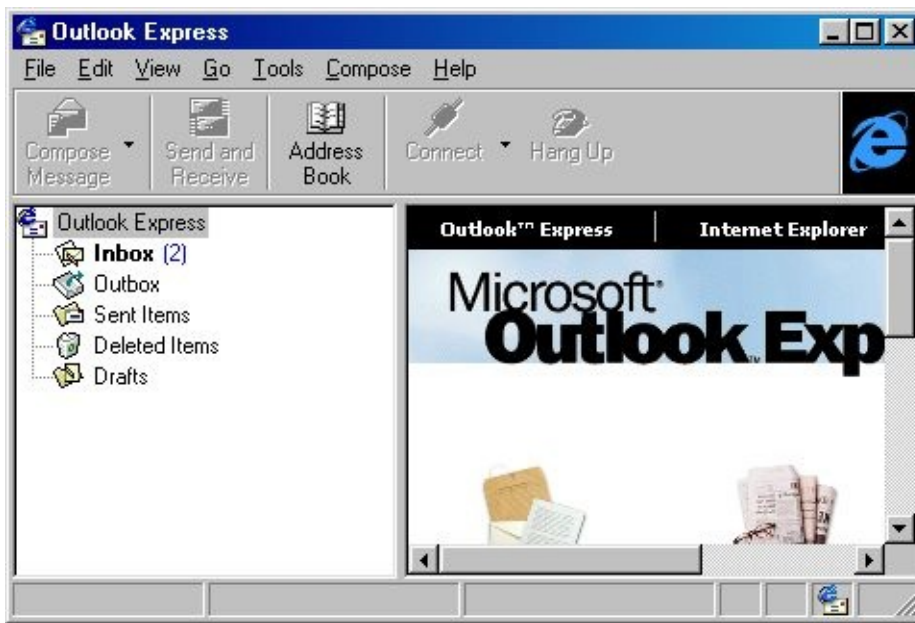 Outlook Express
File Edit View Go Tools Compose Help
Compose Message
Send and Receive
Address Book
Connect
Hang Up
Outlook Express
Inbox (2)
Outbox
Sent Items
Deleted Items
Drafts
Outlook™ Express
Internet Explorer
Microsoft®
Outlook™ Exp